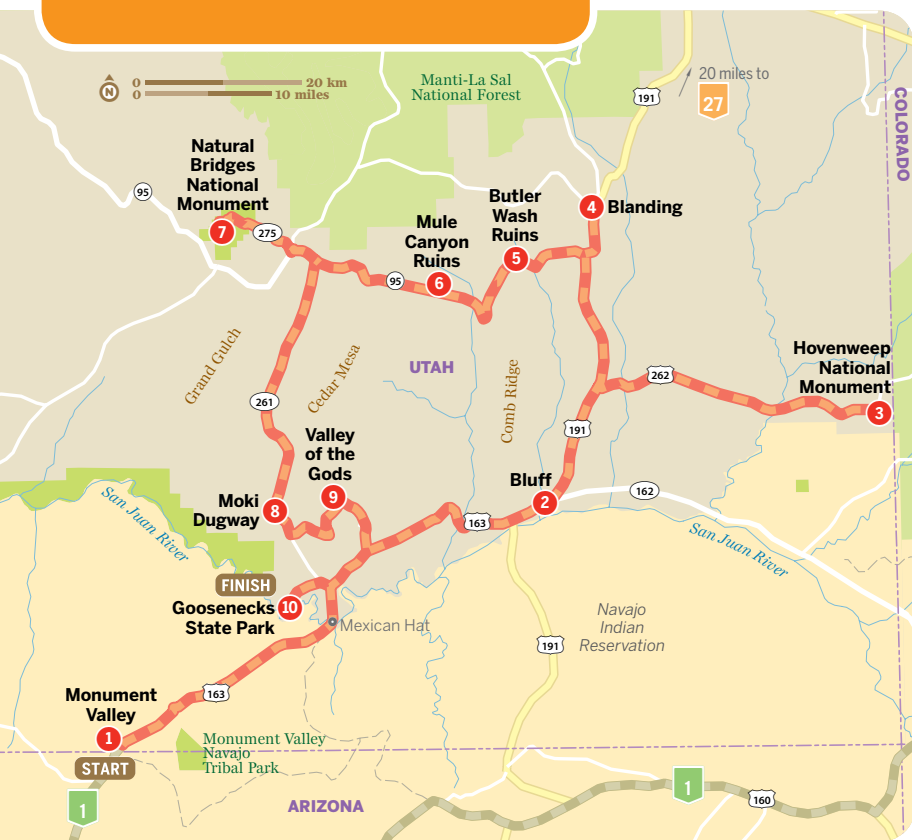 0 20 km
0 10 miles
N
Manti-La Sal
National Forest
191
20 miles to
27
COLORADO
95
Natural
Bridges
National
Monument
7
275
Mule
Canyon
Ruins
6
95
Butler
Wash
Ruins
5
4
Blanding
Grand Gulch
Cedar Mesa
UTAH
Comb Ridge
262
Hovenweep
National
Monument
3
261
191
Valley
of the
Gods
9
Bluff
2
162
Moki
Dugway
8
163
San Juan River
San Juan River
FINISH
Goosenecks
State Park
10
Mexican Hat
Navajo
Indian
Reservation
191
163
Monument
Valley
1
START
Monument Valley
Navajo
Tribal Park
1
ARIZONA
1
160